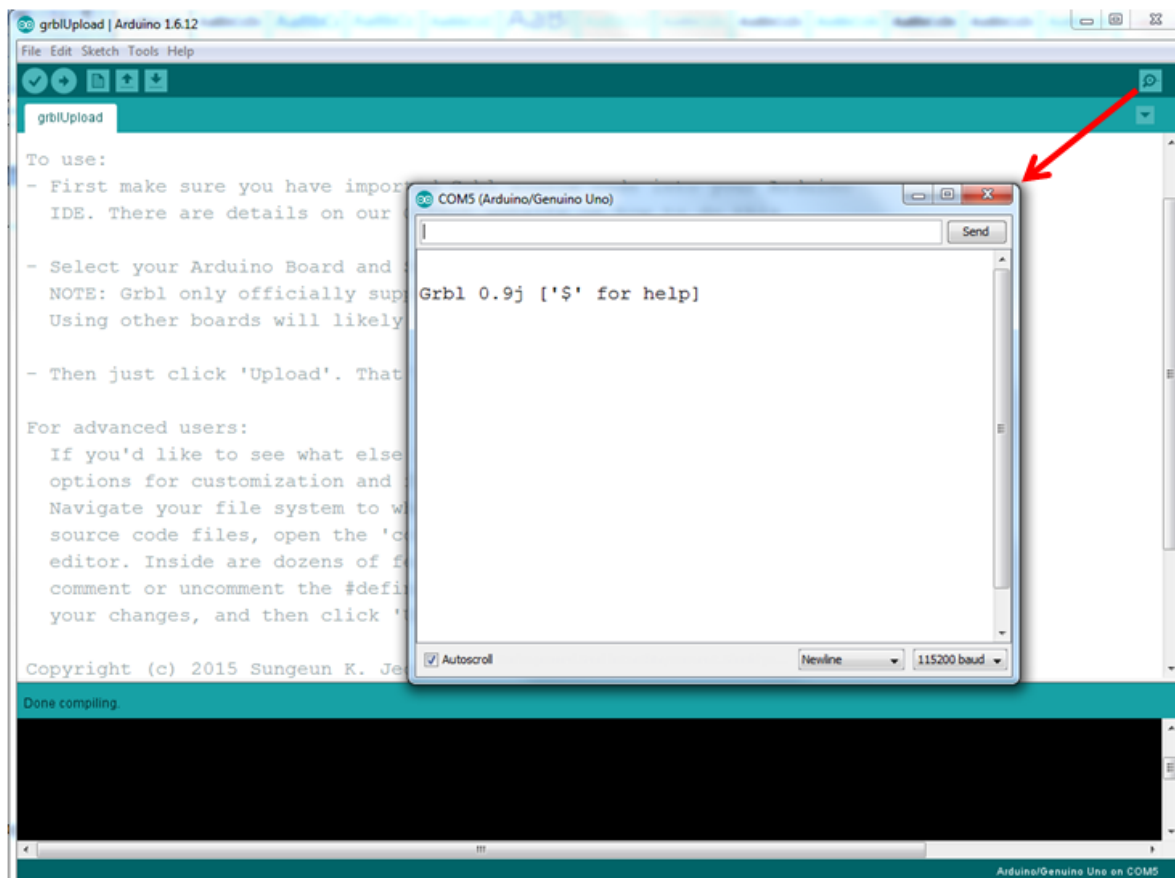 grblUpload | Arduino 1.6.12
File Edit Sketch Tools Help
grblUpload
To use:
- First make sure you have impor
IDE. There are details on our
- Select your Arduino Board and
NOTE: Grbl only officially sup
Using other boards will likely
- Then just click 'Upload'. That
For advanced users:
If you'd like to see what else
options for customization and
Navigate your file system to wh
source code files, open the 'co
editor. Inside are dozens of fe
comment or uncomment the #defin
your changes, and then click 'U
Copyright (c) 2015 Sungeun K. Je
COM5 (Arduino/Genuino Uno)
Send
Grbl 0.9j ['$' for help]
Autoscroll
Newline
115200 baud
Done compiling.
Arduino/Genuino Uno on COM5